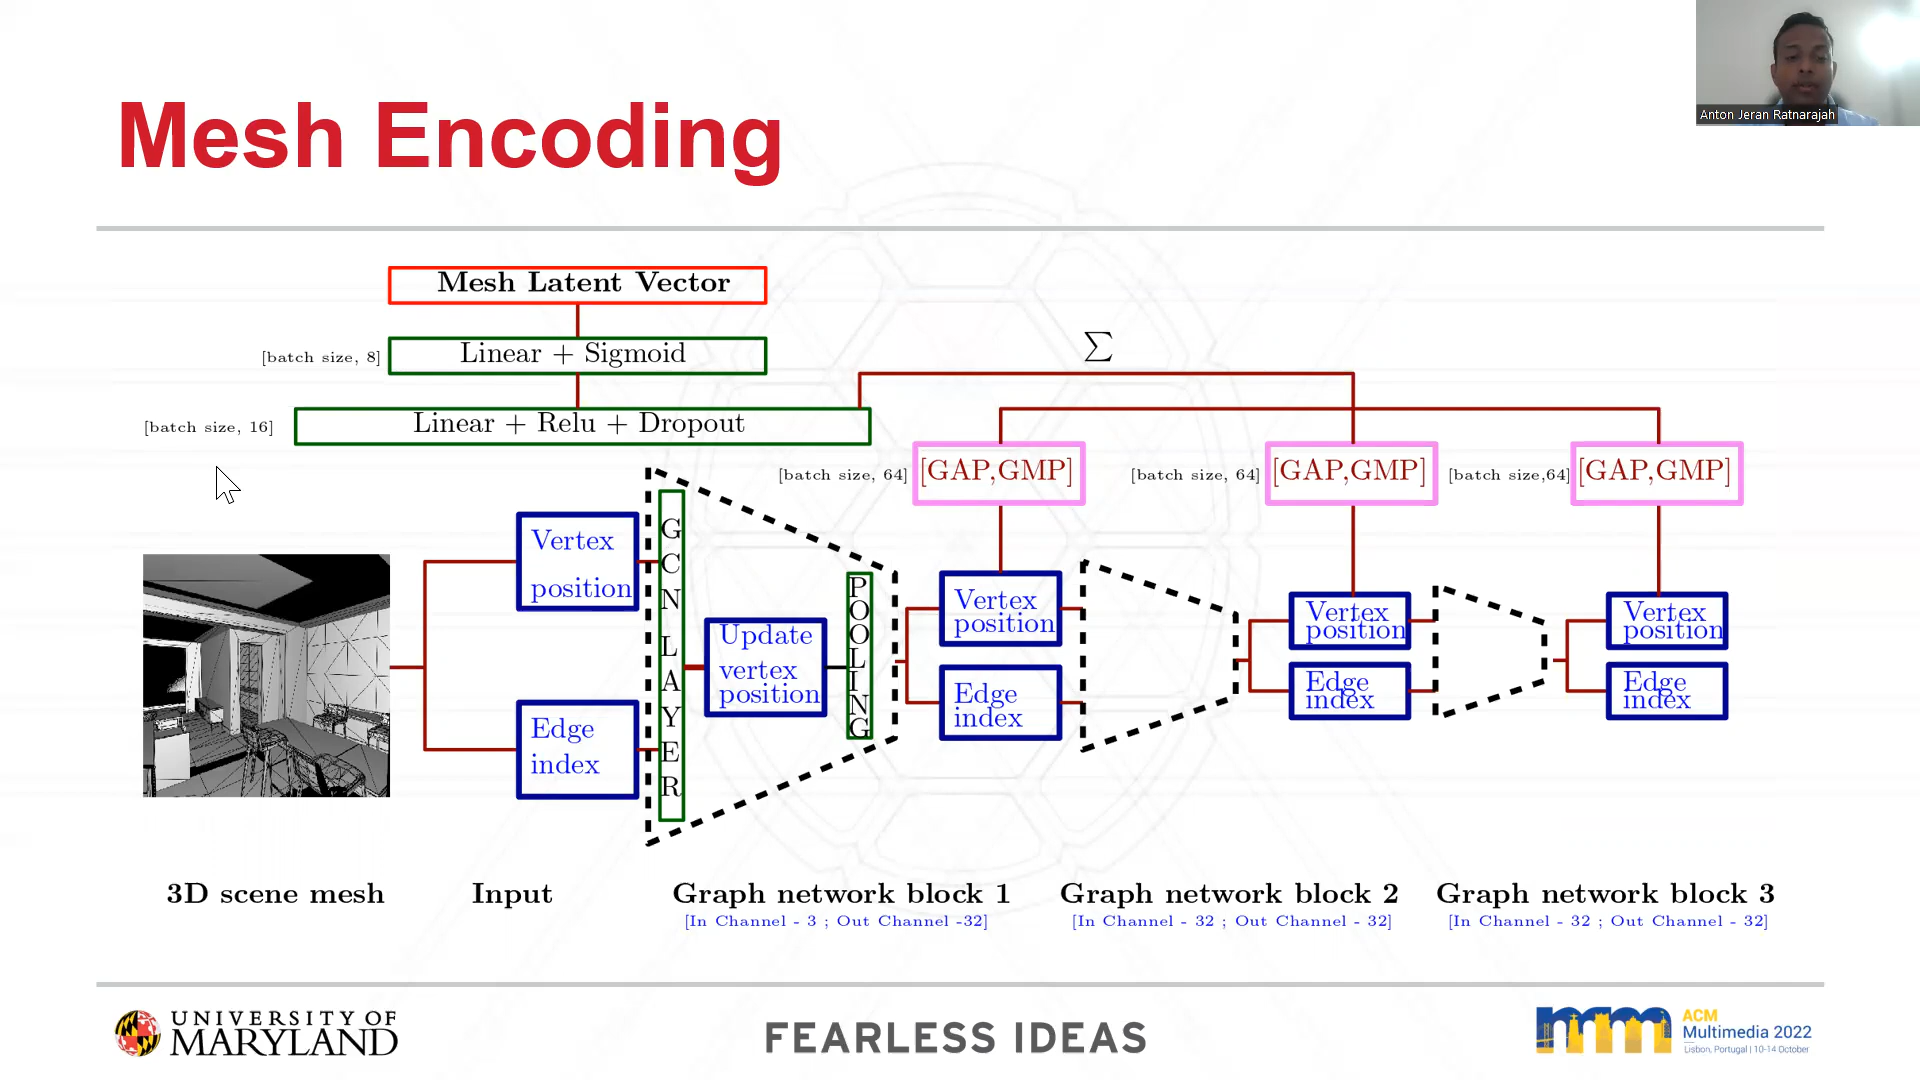 Anton Jeran Ratnarajah
Mesh Encoding
Mesh Latent Vector
∑
[batch size, 8]
Linear + Sigmoid
[batch size, 16]
Linear + Relu + Dropout
[batch size, 64]
[GAP,GMP]
[batch size, 64]
[GAP,GMP]
[batch size,64]
[GAP,GMP]
Vertex
position
Edge
index
GCN LAYER
Update
vertex
position
POOLING
Vertex
position
Edge
index
Vertex
position
Edge
index
Vertex
position
Edge
index
3D scene mesh
Input
Graph network block 1
[In Channel - 3 ; Out Channel -32]
Graph network block 2
[In Channel - 32 ; Out Channel - 32]
Graph network block 3
[In Channel - 32 ; Out Channel - 32]
UNIVERSITY OF
MARYLAND
FEARLESS IDEAS
mm
ACM
Multimedia 2022
Lisbon, Portugal | 10-14 October